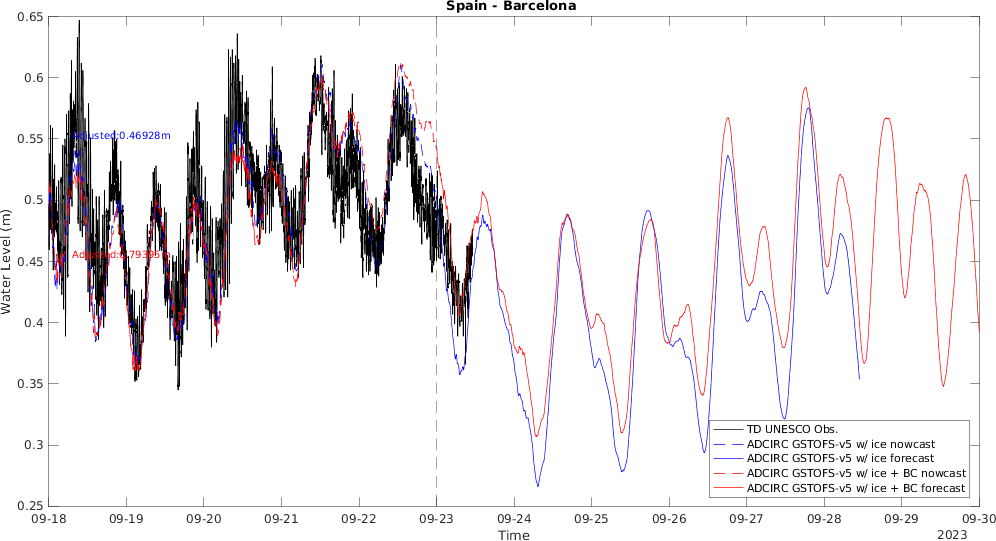 Spain - Barcelona
0.65
0.6
0.55
0.5
0.45
0.4
0.35
0.3
0.25
Water Level (m)
Adjusted:0.46928m
TD UNESCO Obs.
ADCIRC GSTOFS-v5 w/ ice nowcast
ADCIRC GSTOFS-v5 w/ ice forecast
ADCIRC GSTOFS-v5 w/ ice + BC nowcast
ADCIRC GSTOFS-v5 w/ ice + BC forecast
09-18 09-19 09-20 09-21 09-22 09-23 09-24 09-25 09-26 09-27 09-28 09-29 09-30
Time
2023